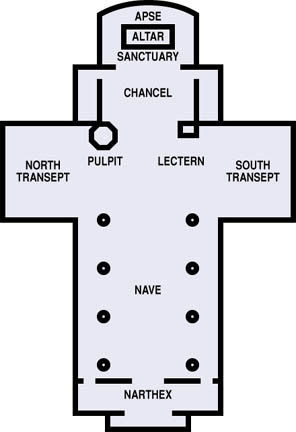 APSE
ALTAR
SANCTUARY
CHANCEL
PULPIT
LECTERN
NORTH
TRANSEPT
SOUTH
TRANSEPT
NAVE
NARTHEX